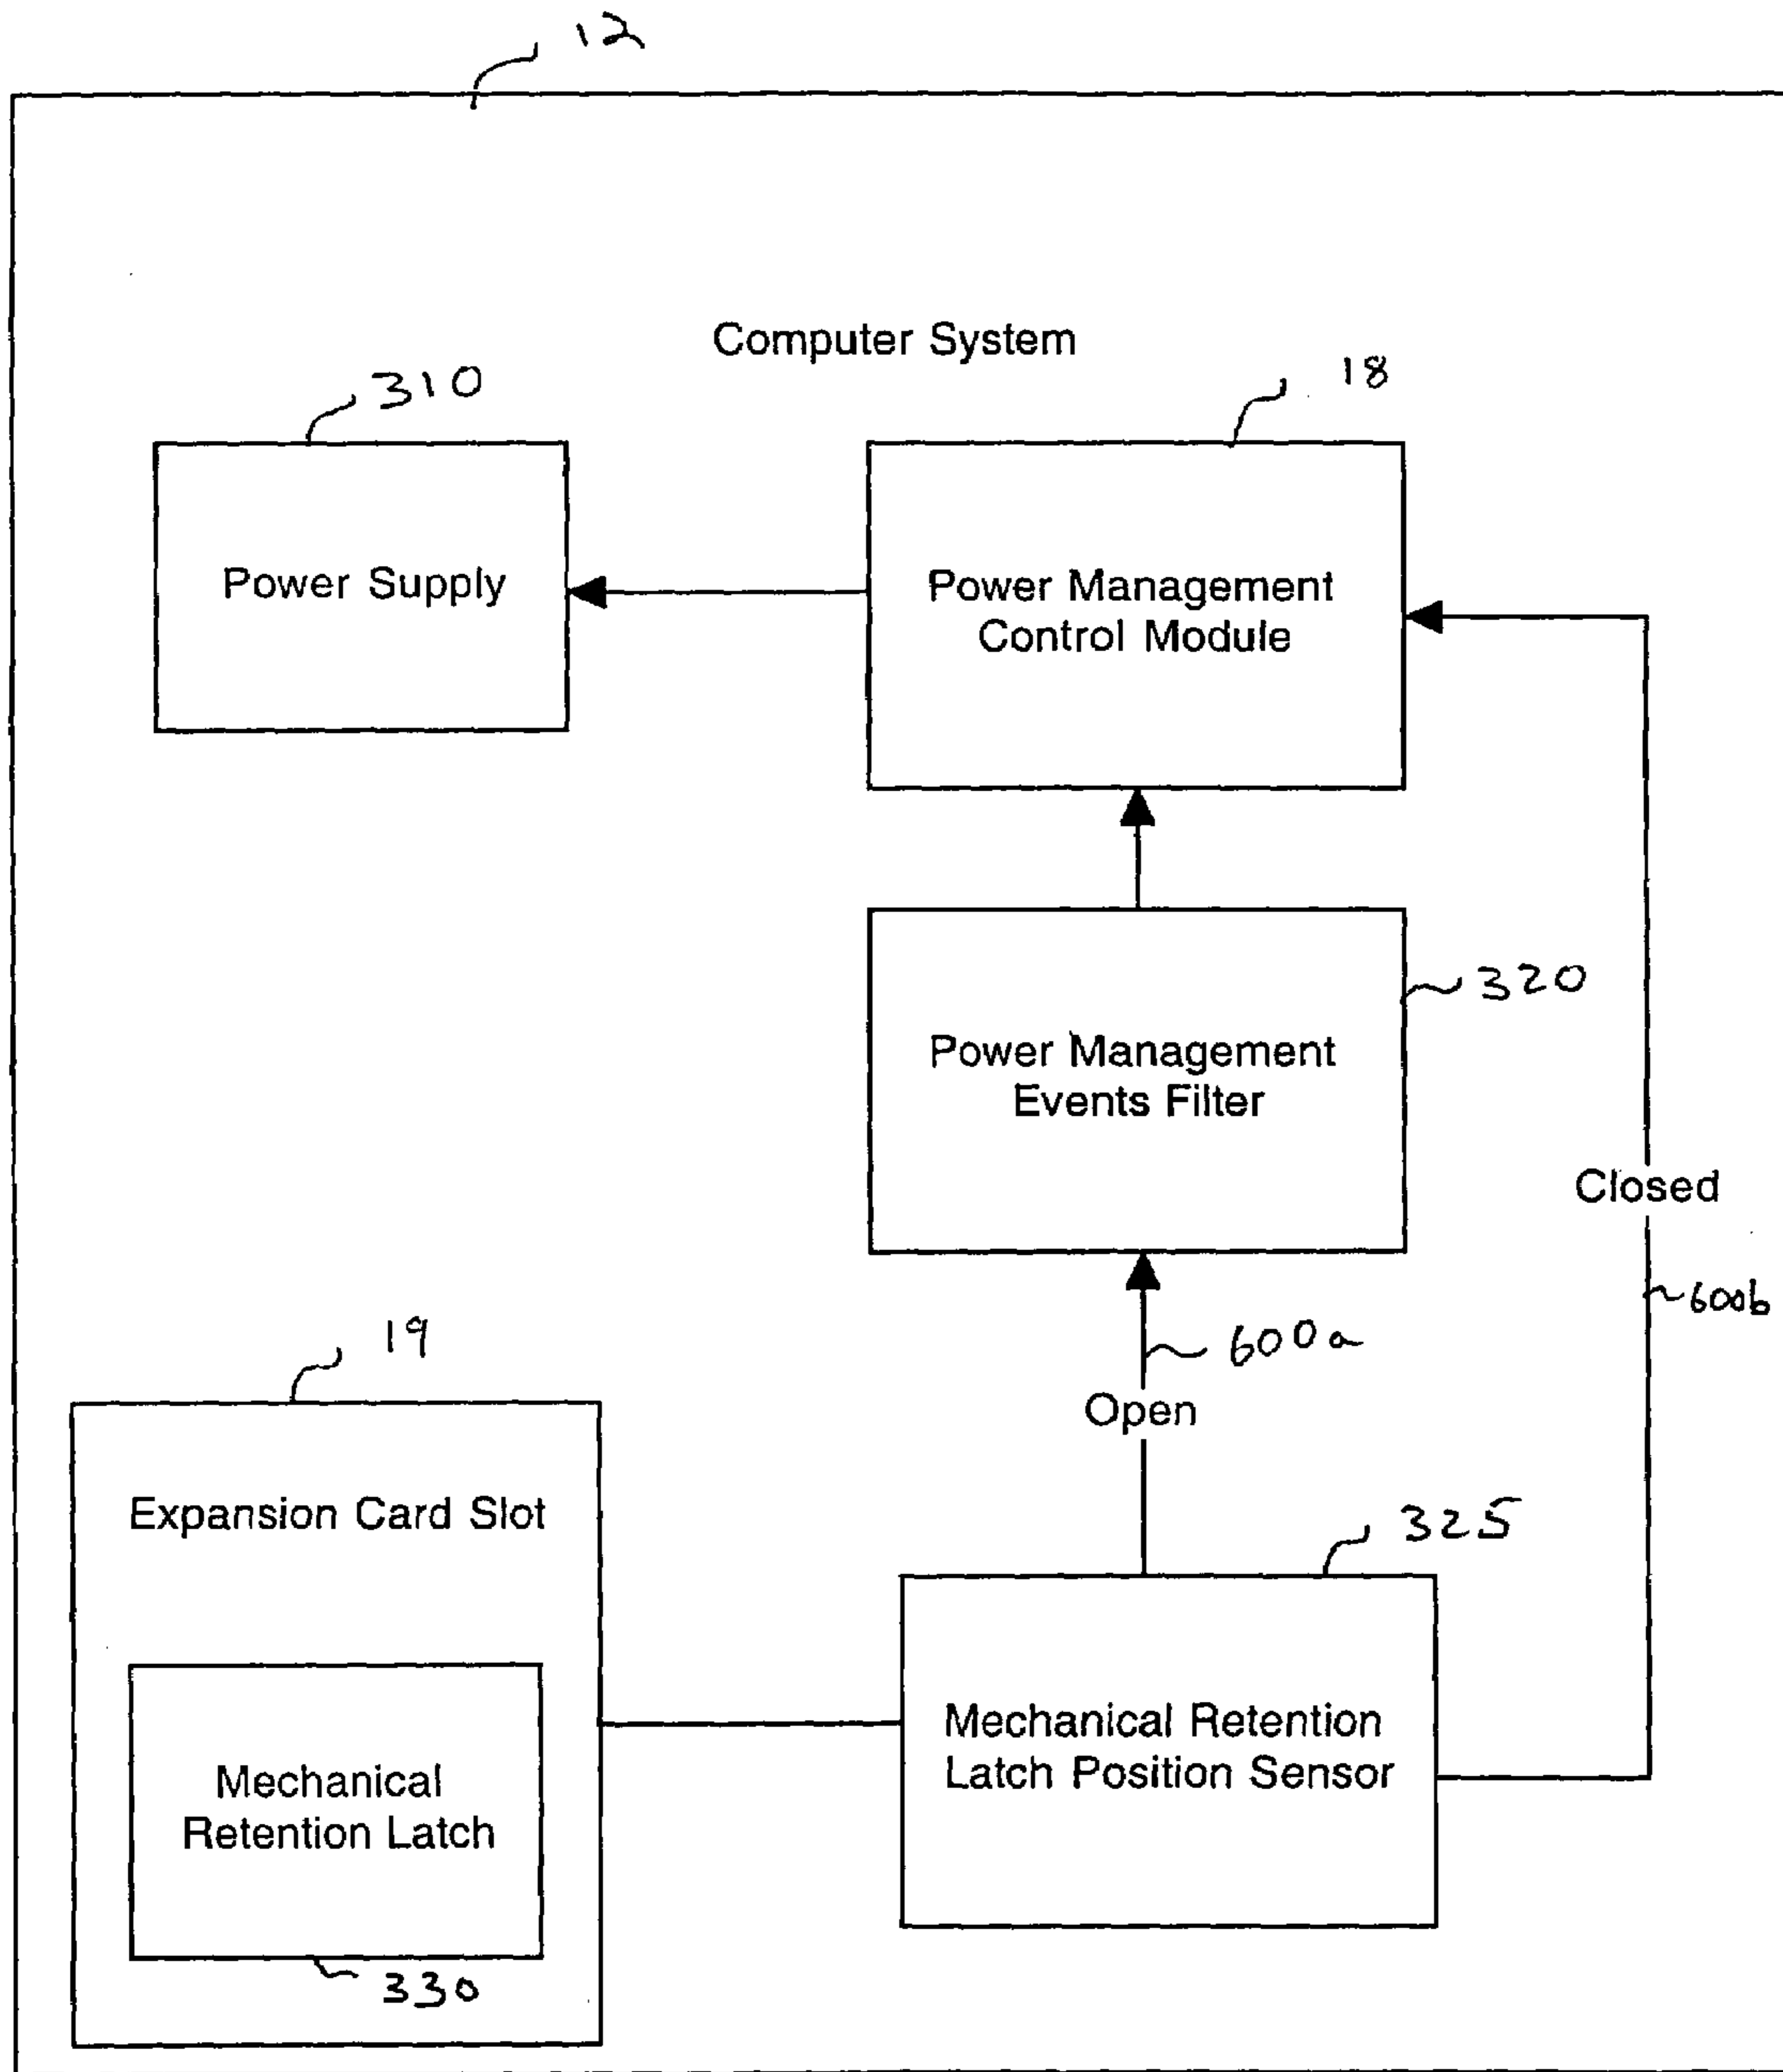 12
Computer System
310
18
Power Supply
Power Management
Control Module
320
Power Management
Events Filter
Closed
600b
19
600a
Open
Expansion Card Slot
325
Mechanical Retention
Latch Position Sensor
Mechanical
Retention Latch
330